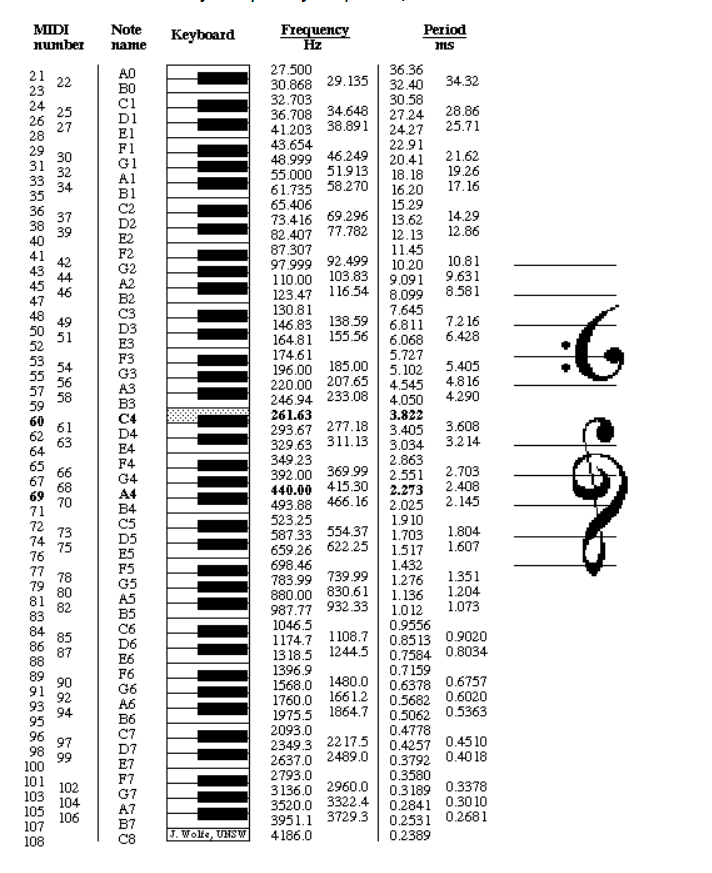 MIDI number Note name Keyboard Frequency Hz Period ms
21 A0 27.500 36.36
22 29.135 34.32
23 B0 30.868 32.40
24 C1 32.703 30.58
25 34.648 28.86
26 D1 36.708 27.24
27 38.891 25.71
28 E1 41.203 24.27
29 F1 43.654 22.91
30 46.249 21.62
31 G1 48.999 20.41
32 51.913 19.26
33 A1 55.000 18.18
34 58.270 17.16
35 B1 61.735 16.20
36 C2 65.406 15.29
37 69.296 14.29
38 D2 73.416 13.62
39 77.782 12.86
40 E2 82.407 12.13
41 F2 87.307 11.45
42 92.499 10.81
43 G2 97.999 10.20
44 103.83 9.631
45 A2 110.00 9.091
46 116.54 8.581
47 B2 123.47 8.099
48 C3 130.81 7.645
49 138.59 7.216
50 D3 146.83 6.811
51 155.56 6.428
52 E3 164.81 6.068
53 F3 174.61 5.727
54 185.00 5.405
55 G3 196.00 5.102
56 207.65 4.816
57 A3 220.00 4.545
58 233.08 4.290
59 B3 246.94 4.050
60 C4 261.63 3.822
61 277.18 3.608
62 D4 293.67 3.405
63 311.13 3.214
64 E4 329.63 3.034
65 F4 349.23 2.863
66 369.99 2.703
67 G4 392.00 2.551
68 415.30 2.408
69 A4 440.00 2.273
70 466.16 2.145
71 B4 493.88 2.025
72 C5 523.25 1.910
73 554.37 1.804
74 D5 587.33 1.703
75 622.25 1.607
76 E5 659.26 1.517
77 F5 698.46 1.432
78 739.99 1.351
79 G5 783.99 1.276
80 830.61 1.204
81 A5 880.00 1.136
82 932.33 1.073
83 B5 987.77 1.012
84 C6 1046.5 0.9556
85 1108.7 0.9020
86 D6 1174.7 0.8513
87 1244.5 0.8034
88 E6 1318.5 0.7584
89 F6 1396.9 0.7159
90 1480.0 0.6757
91 G6 1568.0 0.6378
92 1661.2 0.6020
93 A6 1760.0 0.5682
94 1864.7 0.5363
95 B6 1975.5 0.5062
96 C7 2093.0 0.4778
97 2217.5 0.4510
98 D7 2349.3 0.4257
99 2489.0 0.4018
100 E7 2637.0 0.3792
101 F7 2793.0 0.3580
102 2960.0 0.3378
103 G7 3136.0 0.3189
104 3322.4 0.3010
105 A7 3520.0 0.2841
106 3729.3 0.2681
107 B7 3951.1 0.2531
108 C8 J. Wolfe, UNSW 4186.0 0.2389